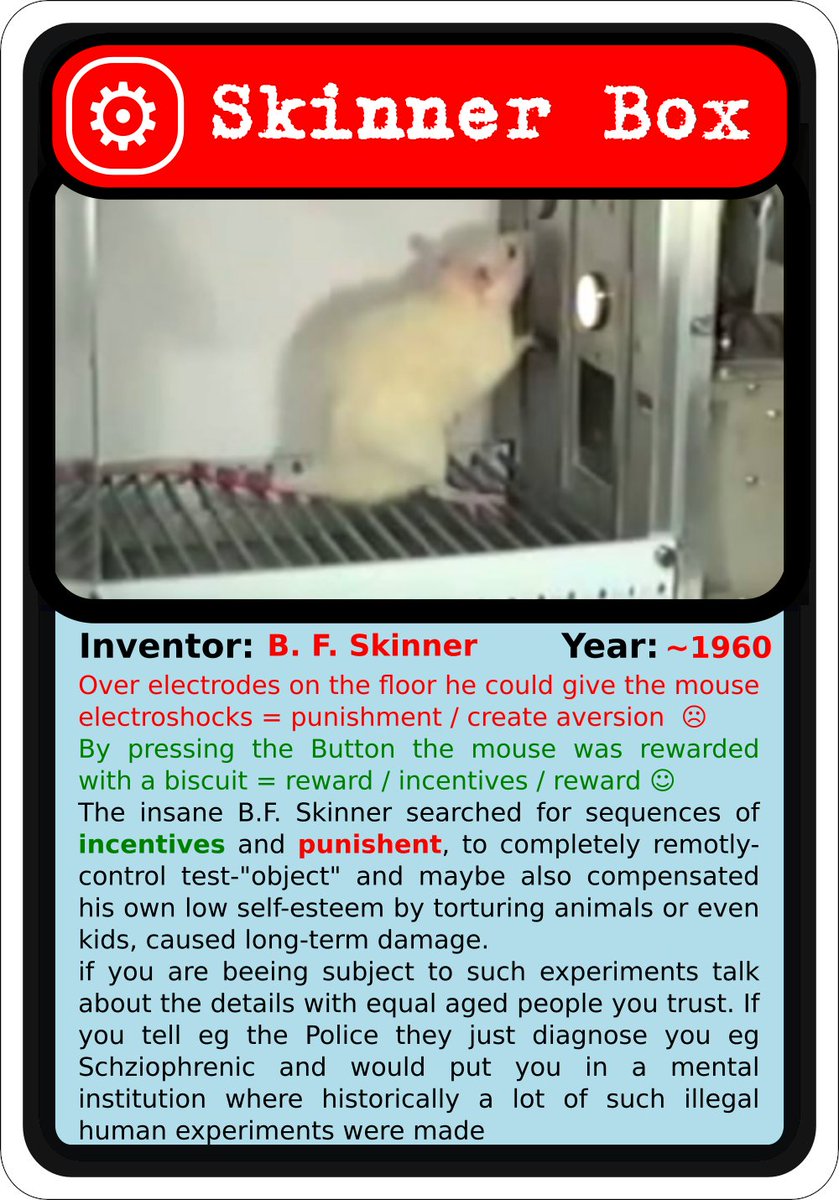 Skinner Box
Inventor: B. F. Skinner Year: ~1960
Over electrodes on the floor he could give the mouse
electroshocks = punishment / create aversion ☹
By pressing the Button the mouse was rewarded
with a biscuit = reward / incentives / reward ☺
The insane B.F. Skinner searched for sequences of
incentives and punishent, to completely remotly-
control test-"object" and maybe also compensated
his own low self-esteem by torturing animals or even
kids, caused long-term damage.
if you are beeing subject to such experiments talk
about the details with equal aged people you trust. If
you tell eg the Police they just diagnose you eg
Schziophrenic and would put you in a mental
institution where historically a lot of such illegal
human experiments were made